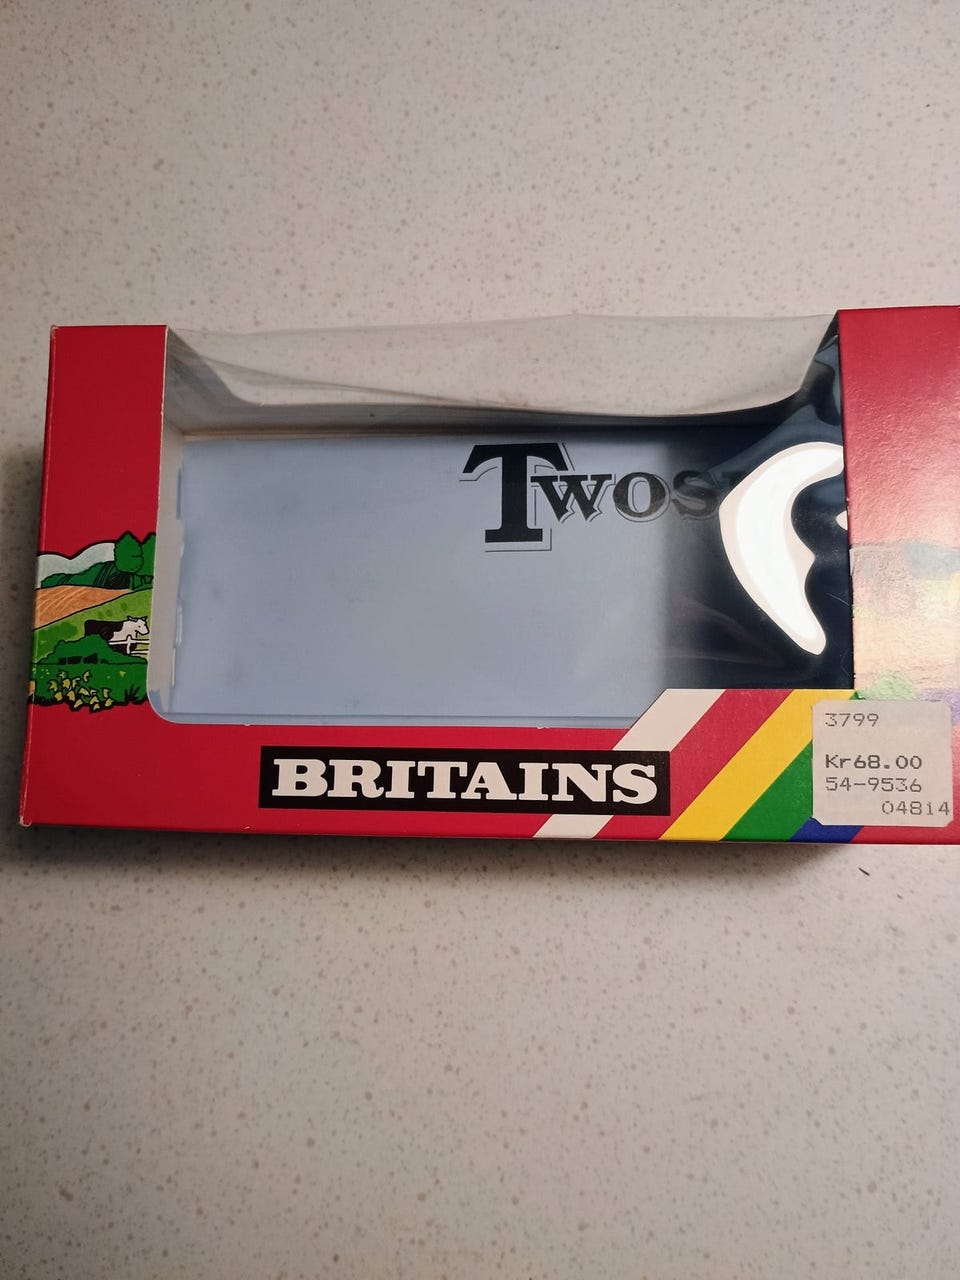 Twos
BRITAINS
3799
Kr68.00
54-9536
04814